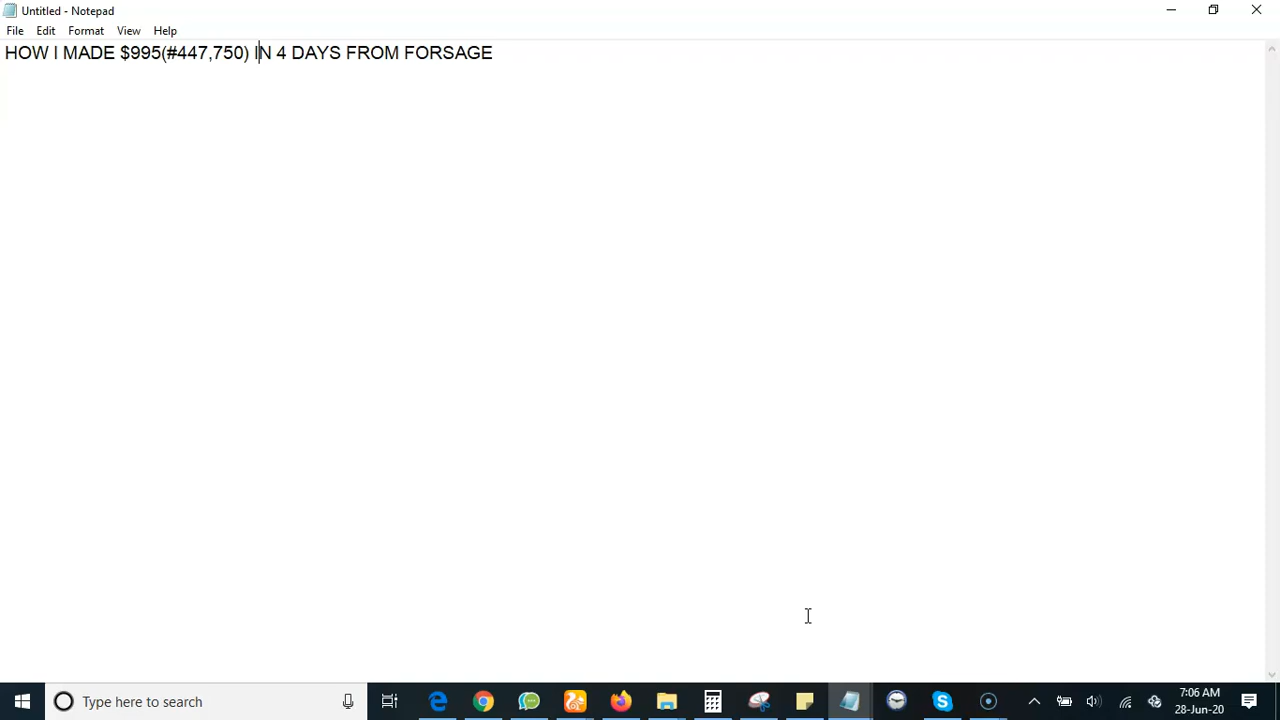 Untitled - Notepad
File Edit Format View Help
HOW I MADE $995(#447,750) IN 4 DAYS FROM FORSAGE
Type here to search
7:06 AM
28-Jun-20